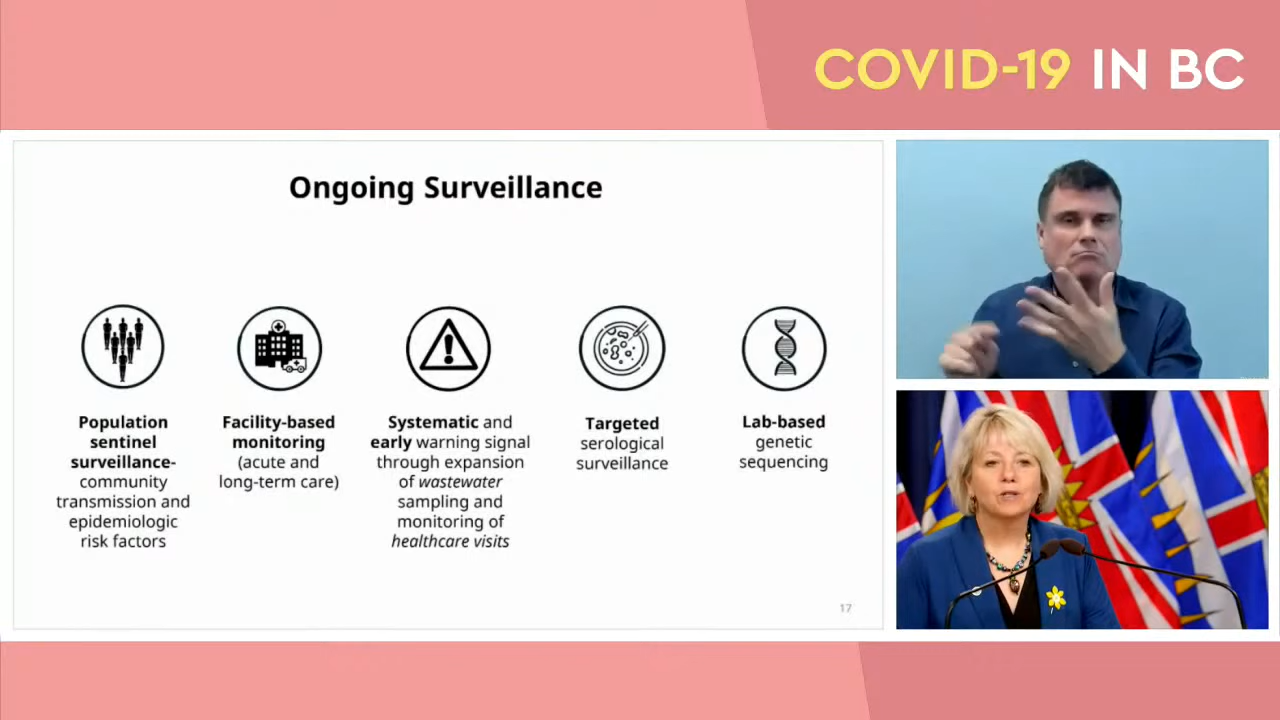 COVID-19 IN BC
Ongoing Surveillance
Population
sentinel
surveillance-
community
transmission and
epidemiologic
risk factors
Facility-based
monitoring
(acute and
long-term care)
Systematic and
early warning signal
through expansion
of wastewater
sampling and
monitoring of
healthcare visits
Targeted
serological
surveillance
Lab-based
genetic
sequencing
17